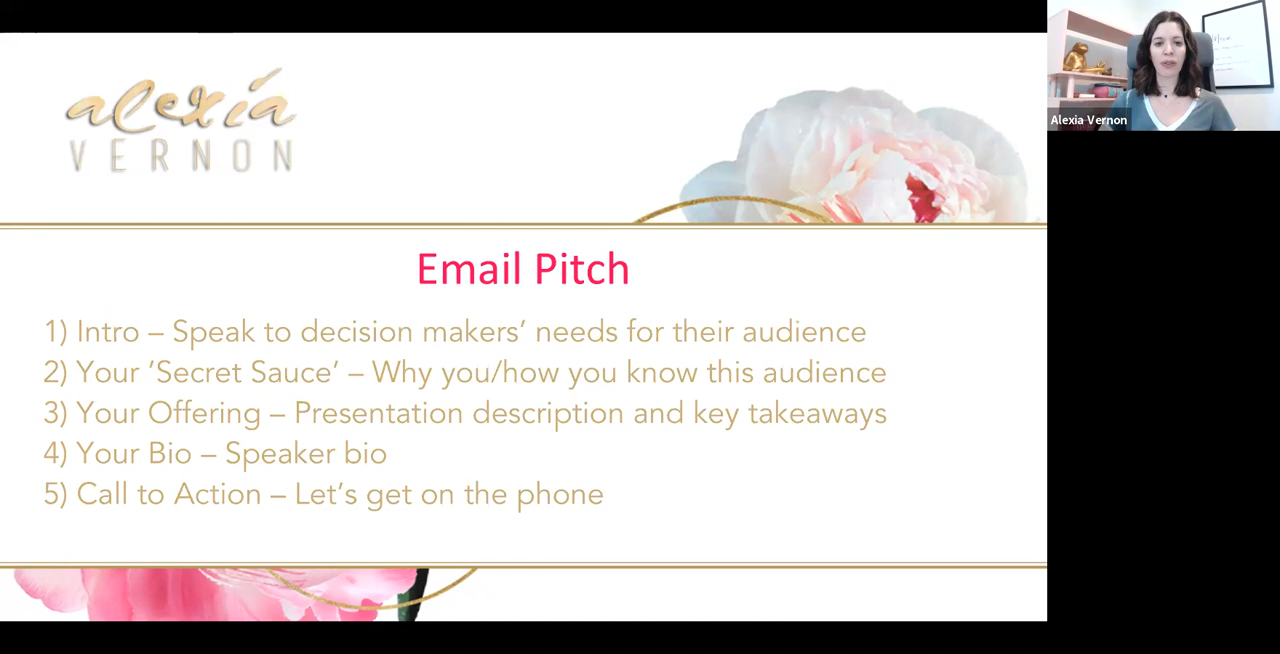 alexia
VERNON
Alexia Vernon
Email Pitch
1) Intro – Speak to decision makers’ needs for their audience
2) Your ’Secret Sauce’ – Why you/how you know this audience
3) Your Offering – Presentation description and key takeaways
4) Your Bio – Speaker bio
5) Call to Action – Let’s get on the phone